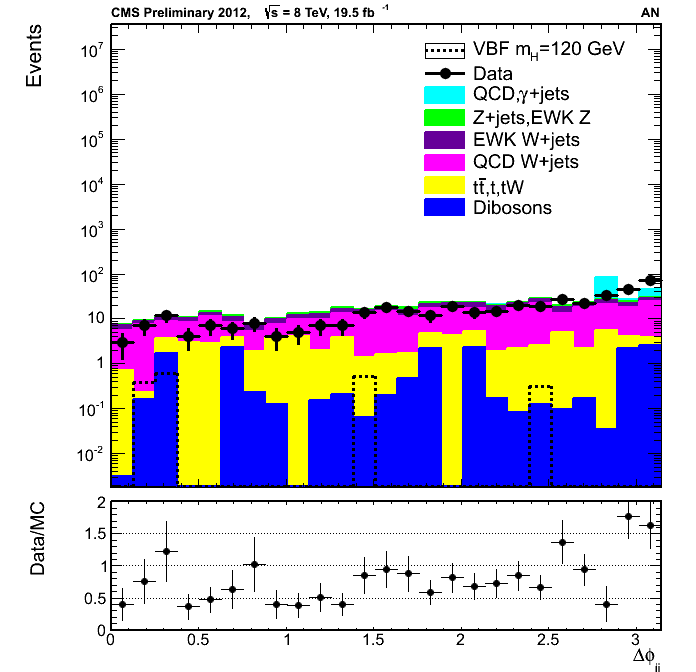 CMS Preliminary 2012, √s = 8 TeV, 19.5 fb⁻¹ AN
Events
10⁷
10⁶
10⁵
10⁴
10³
10²
10
1
10⁻¹
10⁻²
VBF m_H=120 GeV
Data
QCD,γ+jets
Z+jets,EWK Z
EWK W+jets
QCD W+jets
tt̄,t,tW
Dibosons
Data/MC
2
1.5
1
0.5
0
0 0.5 1 1.5 2 2.5 3
Δϕ_jj